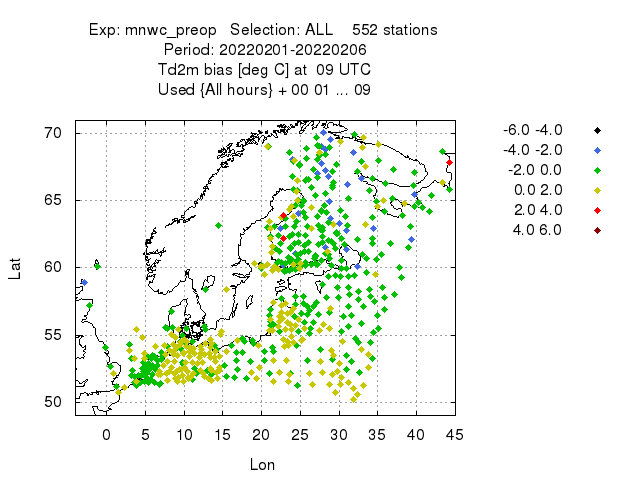 Exp: mnwc_preop   Selection: ALL    552 stations
Period: 20220201-20220206
Td2m bias [deg C] at  09 UTC
Used {All hours} + 00 01 ... 09
70
65
60
55
50
0 5 10 15 20 25 30 35 40 45
Lat
Lon
-6.0 -4.0
-4.0 -2.0
-2.0 0.0
0.0 2.0
2.0 4.0
4.0 6.0